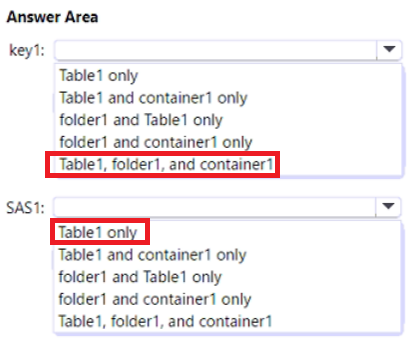 Answer Area
key1:
Table1 only
Table1 and container1 only
folder1 and Table1 only
folder1 and container1 only
Table1, folder1, and container1
SAS1:
Table1 only
Table1 and container1 only
folder1 and Table1 only
folder1 and container1 only
Table1, folder1, and container1